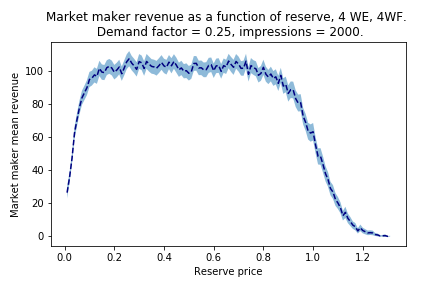 Market maker revenue as a function of reserve, 4 WE, 4WF.
Demand factor = 0.25, impressions = 2000.
Market maker mean revenue
100
80
60
40
20
0
0.0 0.2 0.4 0.6 0.8 1.0 1.2
Reserve price